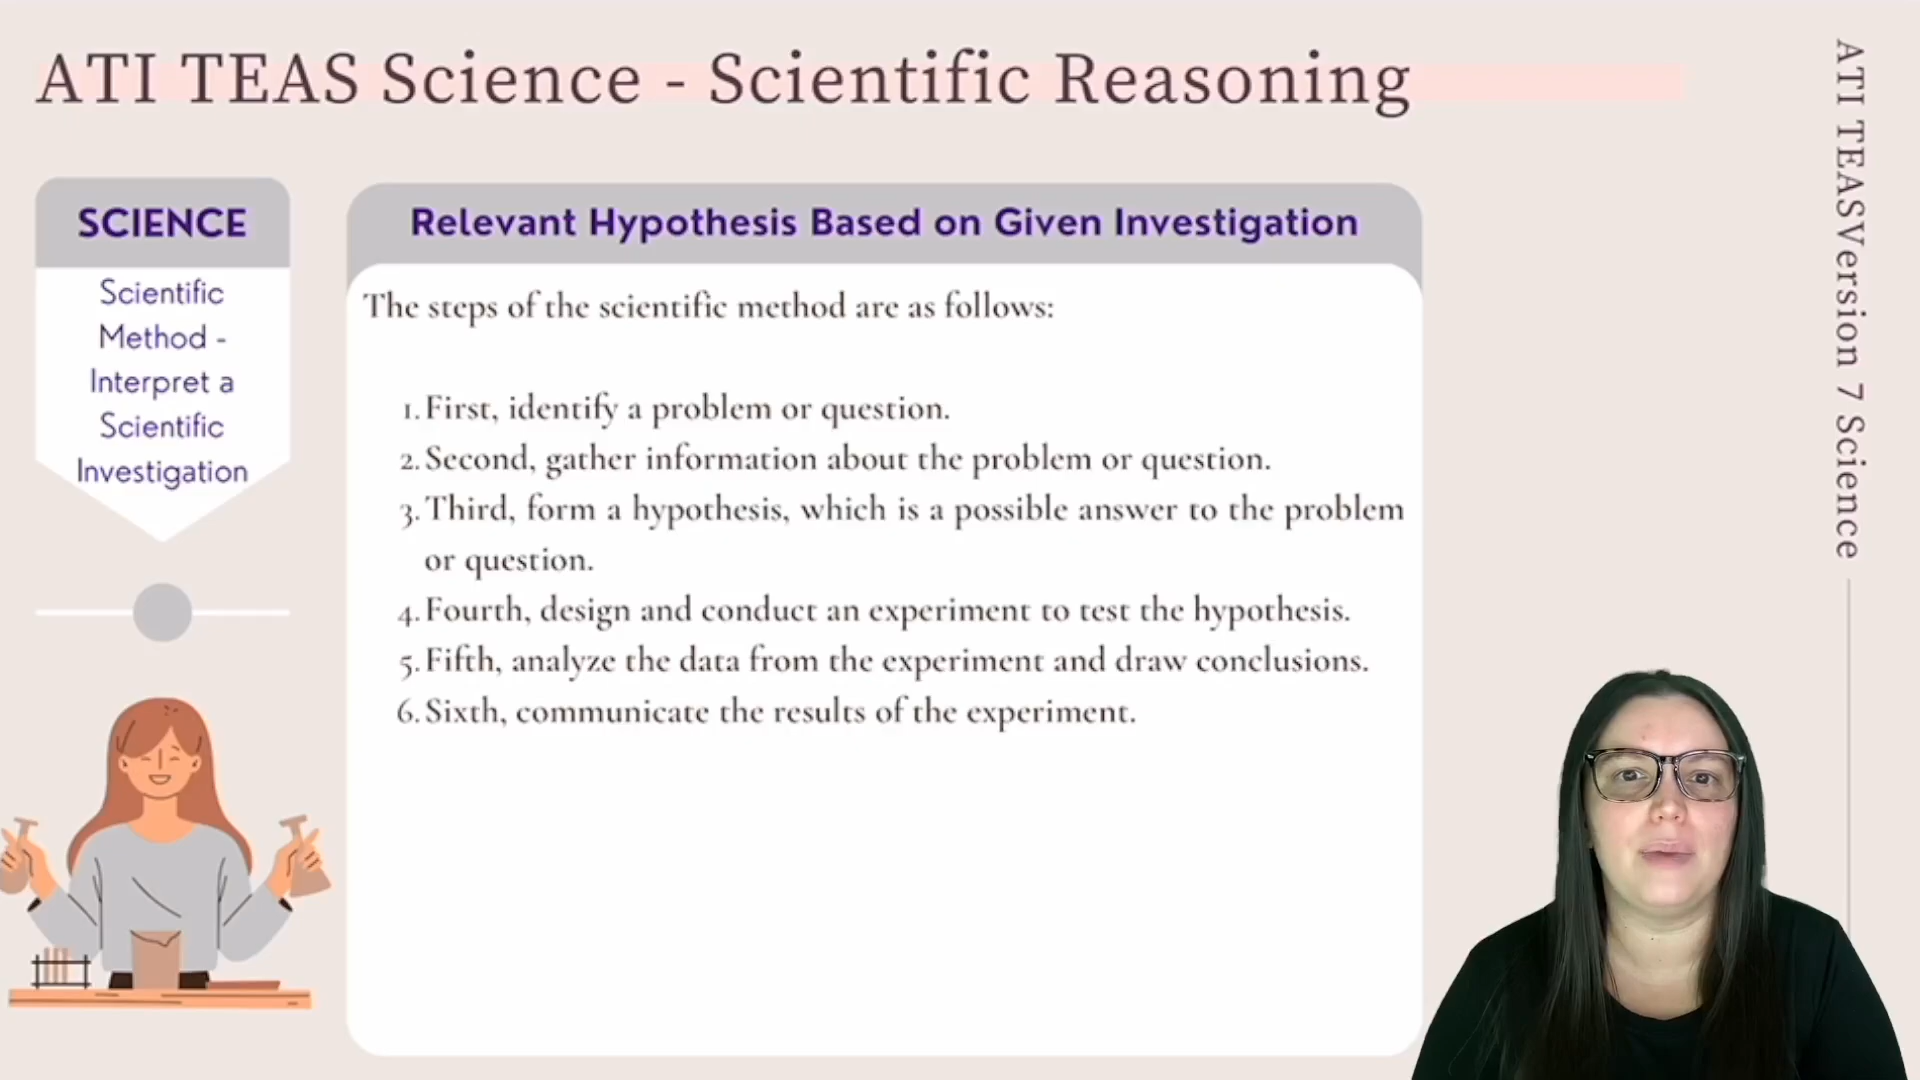 ATI TEAS Science - Scientific Reasoning
SCIENCE
Scientific
Method -
Interpret a
Scientific
Investigation
Relevant Hypothesis Based on Given Investigation
The steps of the scientific method are as follows:
1. First, identify a problem or question.
2. Second, gather information about the problem or question.
3. Third, form a hypothesis, which is a possible answer to the problem
or question.
4. Fourth, design and conduct an experiment to test the hypothesis.
5. Fifth, analyze the data from the experiment and draw conclusions.
6. Sixth, communicate the results of the experiment.
ATI TEASVersion 7 Science